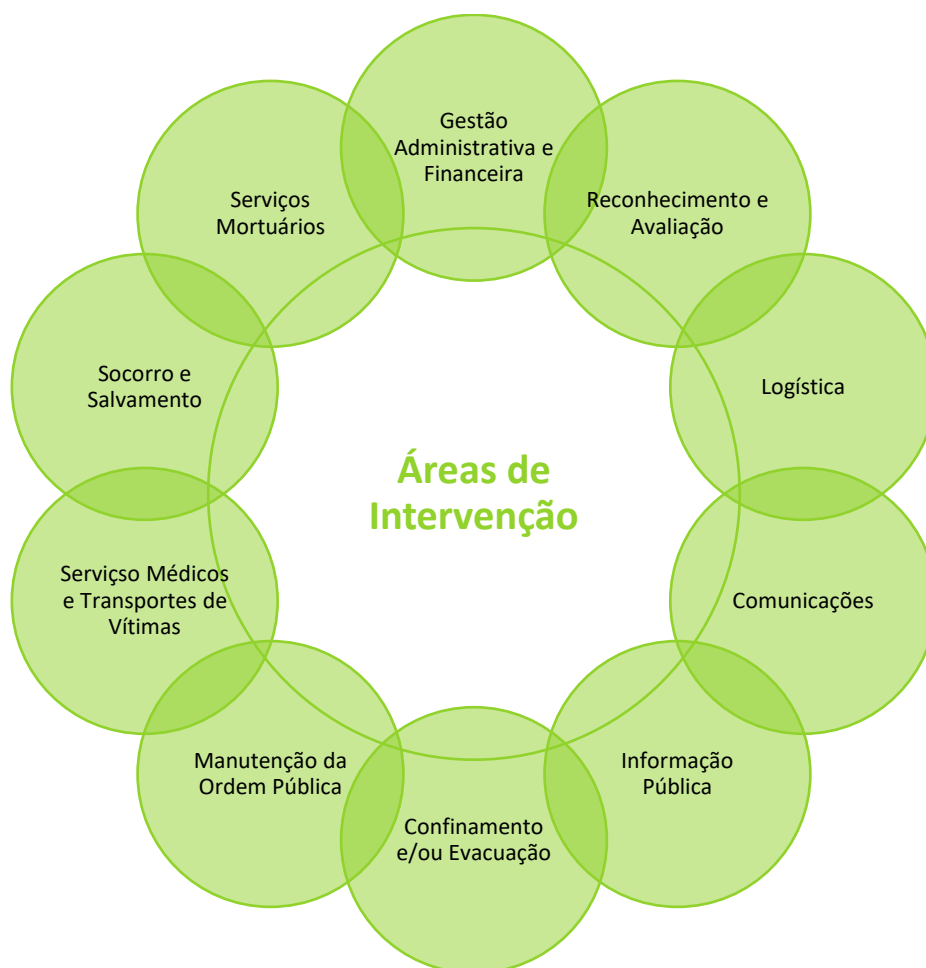 Gestão
Administrativa e
Financeira
Reconhecimento e
Avaliação
Logística
Comunicações
Informação
Pública
Confinamento
e/ou Evacuação
Manutenção da
Ordem Pública
Serviçso Médicos
e Transportes de
Vítimas
Socorro e
Salvamento
Serviços
Mortuários
Áreas de
Intervenção